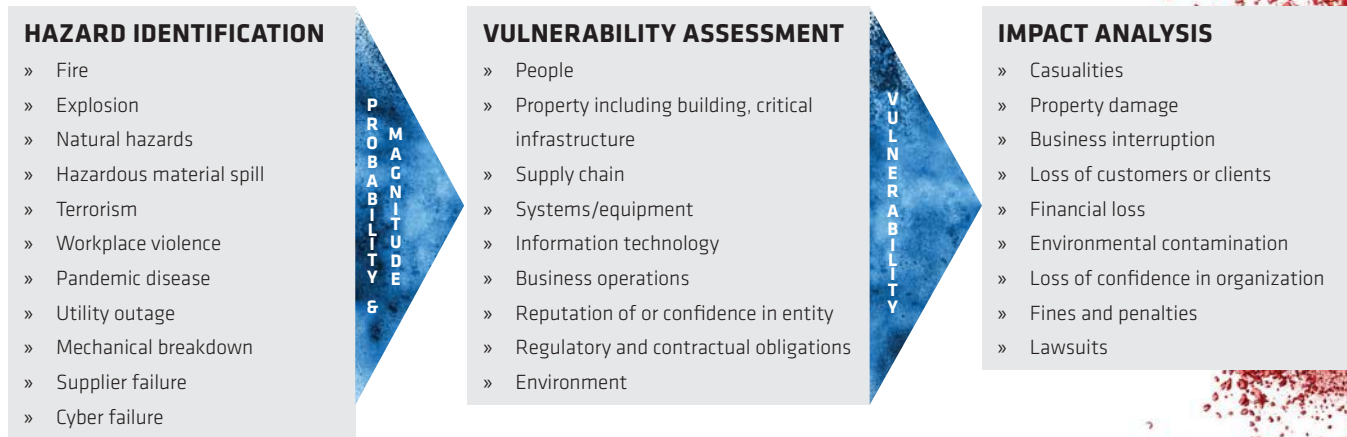 HAZARD IDENTIFICATION
» Fire
» Explosion
» Natural hazards
» Hazardous material spill
» Terrorism
» Workplace violence
» Pandemic disease
» Utility outage
» Mechanical breakdown
» Supplier failure
» Cyber failure
PROBABILITY &
MAGNITUDE
VULNERABILITY ASSESSMENT
» People
» Property including building, critical
infrastructure
» Supply chain
» Systems/equipment
» Information technology
» Business operations
» Reputation of or confidence in entity
» Regulatory and contractual obligations
» Environment
VULNERABILITY
IMPACT ANALYSIS
» Casualities
» Property damage
» Business interruption
» Loss of customers or clients
» Financial loss
» Environmental contamination
» Loss of confidence in organization
» Fines and penalties
» Lawsuits